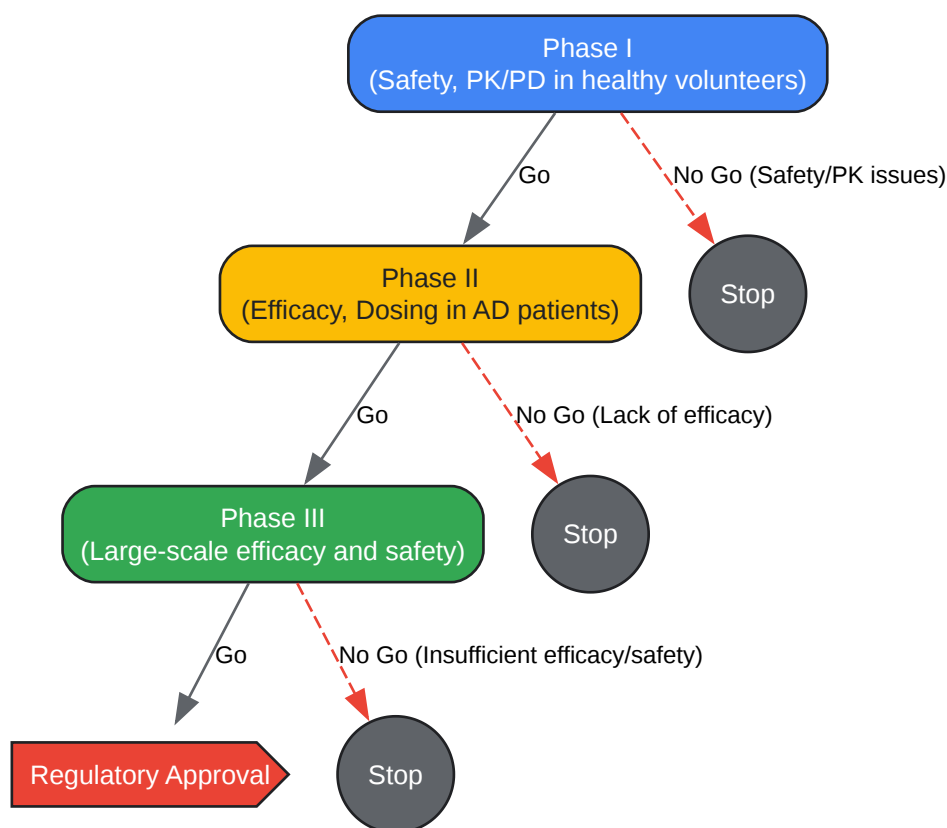 Phase I
(Safety, PK/PD in healthy volunteers)
Go
No Go (Safety/PK issues)
Phase II
(Efficacy, Dosing in AD patients)
Stop
Go
No Go (Lack of efficacy)
Phase III
(Large-scale efficacy and safety)
Stop
Go
No Go (Insufficient efficacy/safety)
Regulatory Approval
Stop